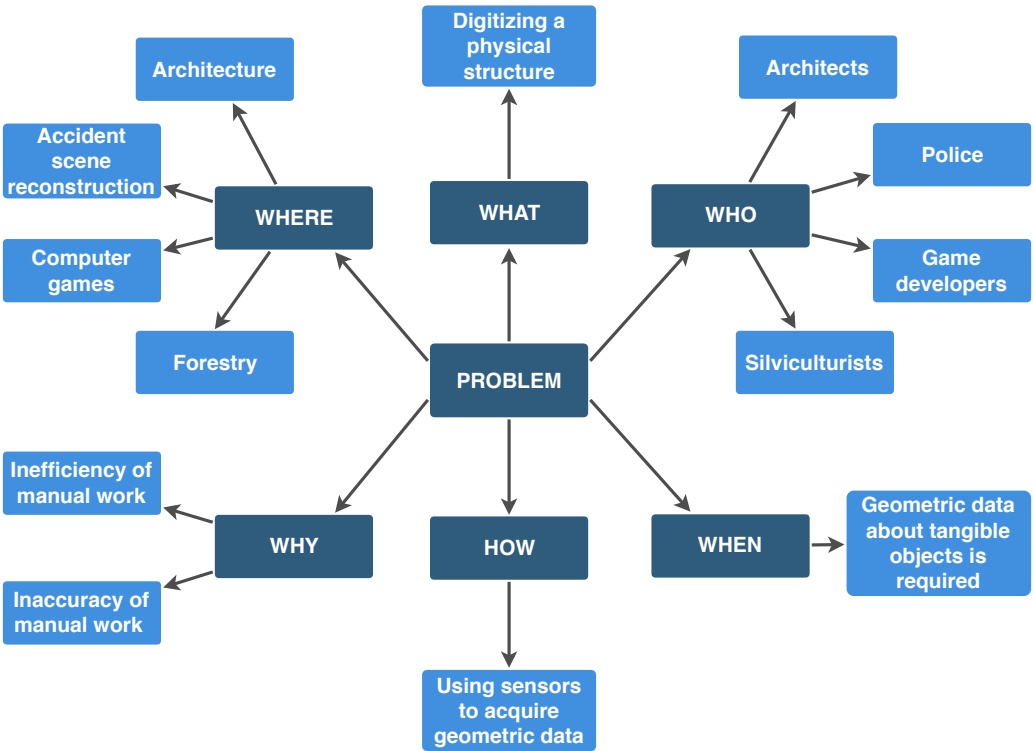 Digitizing a
physical
structure
Architecture
Architects
Accident
scene
reconstruction
Police
WHERE
WHAT
WHO
Computer
games
Game
developers
Forestry
PROBLEM
Silviculturists
Inefficiency of
manual work
WHY
HOW
WHEN
Geometric data
about tangible
objects is
required
Inaccuracy of
manual work
Using sensors
to acquire
geometric data